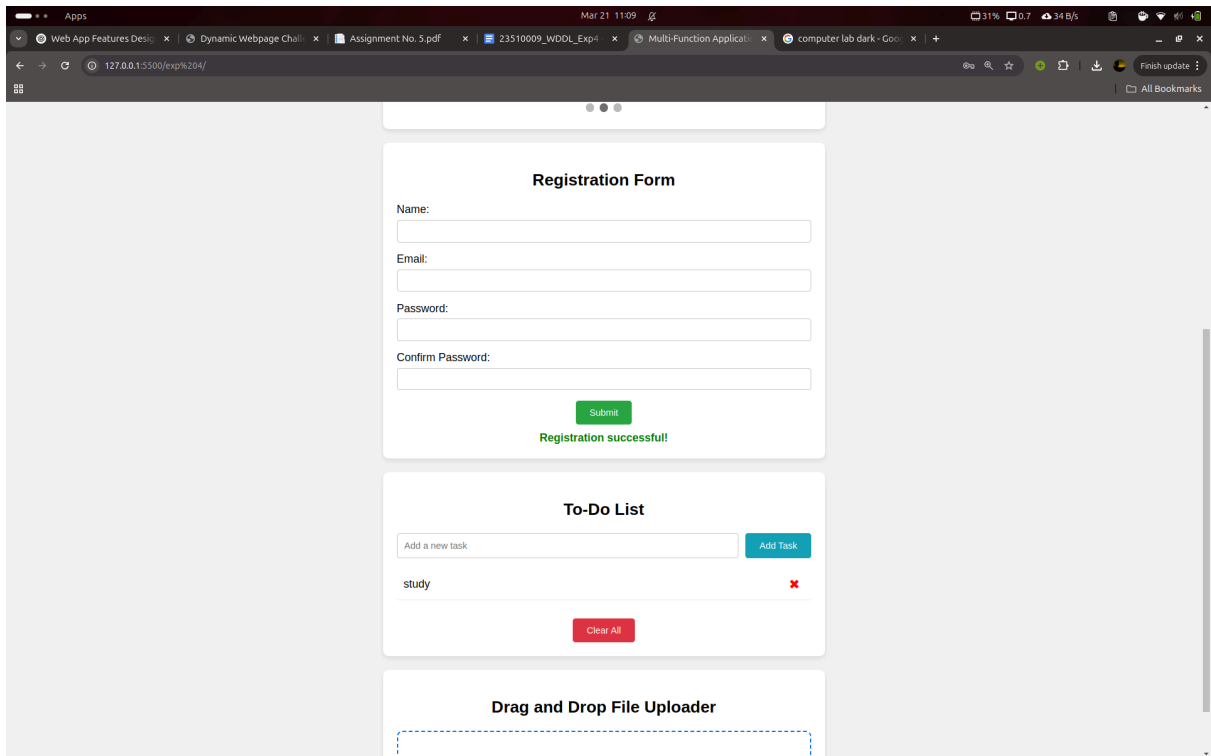 Apps Mar 21 11:09 31% 0.7 34 B/s
Web App Features Desig Dynamic Webpage Chall Assignment No. 5.pdf 23510009_WDDL_Exp4 Multi-Function Applicati computer lab dark - Goo
127.0.0.1:5500/exp%204/ Finish update
All Bookmarks
Registration Form
Name:
Email:
Password:
Confirm Password:
Submit
Registration successful!
To-Do List
Add a new task Add Task
study
Clear All
Drag and Drop File Uploader